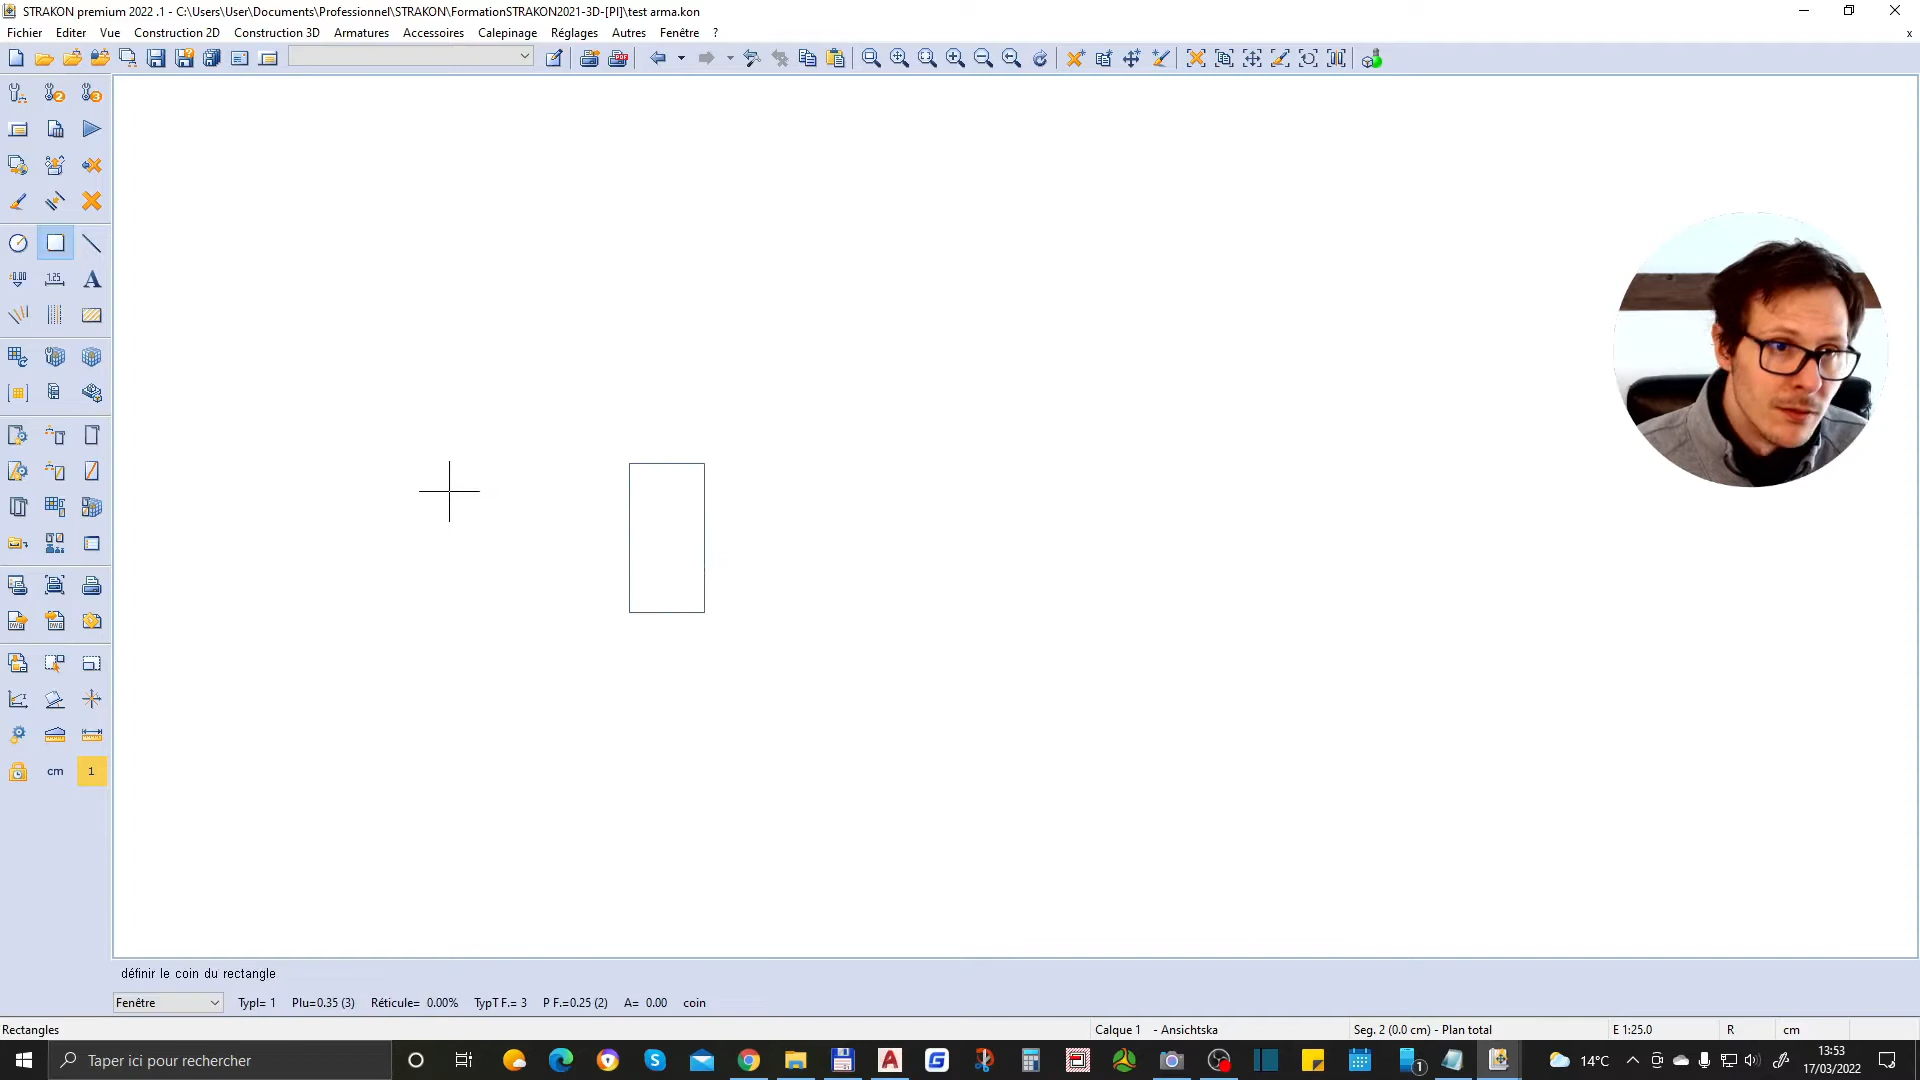 STRAKON premium 2022 .1 - C:\Users\User\Documents\Professionnel\STRAKON\FormationSTRAKON2021-3D-[PI]\test arma.kon
Fichier Editer Vue Construction 2D Construction 3D Armatures Accessoires Calepinage Réglages Autres Fenêtre ?
cm 1
définir le coin du rectangle
Fenêtre Typl= 1 Plu=0.35 (3) Réticule= 0.00% TypT F.= 3 P F.=0.25 (2) A= 0.00 coin
Rectangles Calque 1 - Ansichtska Seg. 2 (0.0 cm) - Plan total E 1:25.0 R cm
Taper ici pour rechercher 14°C 13:53
17/03/2022